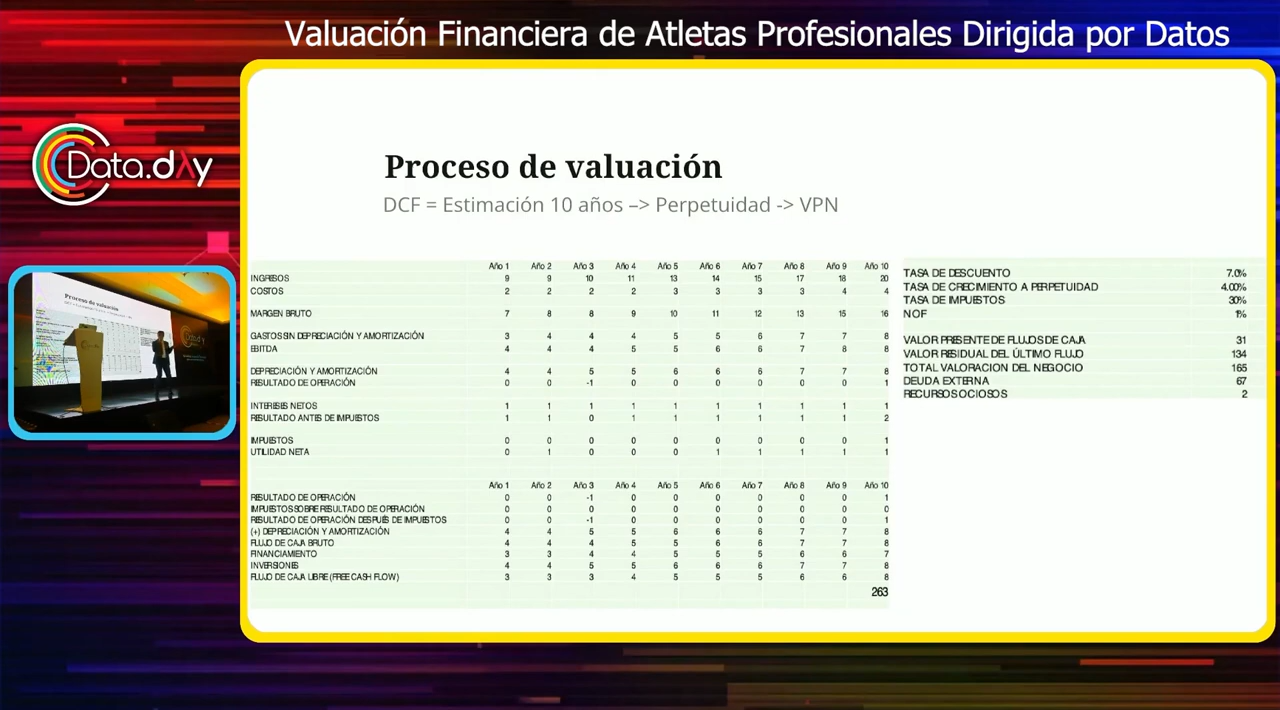 Valuación Financiera de Atletas Profesionales Dirigida por Datos
Data.dAy
Proceso de valuación
DCF = Estimación 10 años –> Perpetuidad -> VPN
Año 1 Año 2 Año 3 Año 4 Año 5 Año 6 Año 7 Año 8 Año 9 Año 10
INGRESOS 9 9 10 11 13 14 15 17 18 20
COSTOS 2 2 2 2 3 3 3 3 4 4
MARGEN BRUTO 7 8 8 9 10 11 12 13 15 16
GASTOS SIN DEPRECIACIÓN Y AMORTIZACIÓN 3 4 4 4 5 5 6 7 7 8
EBITDA 4 4 4 5 5 6 6 7 8 8
DEPRECIACIÓN Y AMORTIZACIÓN 4 4 5 5 6 6 6 7 7 8
RESULTADO DE OPERACIÓN 0 0 -1 0 0 0 0 0 0 1
INTERESES NETOS 1 1 1 1 1 1 1 1 1 1
RESULTADO ANTES DE IMPUESTOS 1 1 0 1 1 1 1 1 1 2
IMPUESTOS 0 0 0 0 0 0 0 0 0 1
UTILIDAD NETA 0 1 0 0 0 1 1 1 1 1
Año 1 Año 2 Año 3 Año 4 Año 5 Año 6 Año 7 Año 8 Año 9 Año 10
RESULTADO DE OPERACIÓN 0 0 -1 0 0 0 0 0 0 1
IMPUESTOS SOBRE RESULTADO DE OPERACIÓN 0 0 0 0 0 0 0 0 0 0
RESULTADO DE OPERACIÓN DESPUÉS DE IMPUESTOS 0 0 -1 0 0 0 0 0 0 1
(+) DEPRECIACIÓN Y AMORTIZACIÓN 4 4 5 5 6 6 6 7 7 8
FLUJO DE CAJA BRUTO 4 4 4 5 5 6 6 7 7 8
FINANCIAMIENTO 3 3 4 4 5 5 5 6 6 7
INVERSIONES 4 4 5 5 6 6 6 7 7 8
FLUJO DE CAJA LIBRE (FREE CASH FLOW) 3 3 3 4 5 5 5 6 6 8
263
TASA DE DESCUENTO 7.0%
TASA DE CRECIMIENTO A PERPETUIDAD 4.00%
TASA DE IMPUESTOS 30%
NOF 1%
VALOR PRESENTE DE FLUJOS DE CAJA 31
VALOR RESIDUAL DEL ÚLTIMO FLUJO 134
TOTAL VALORACION DEL NEGOCIO 165
DEUDA EXTERNA 67
RECURSOS OCIOSOS 2
Proceso de valuación